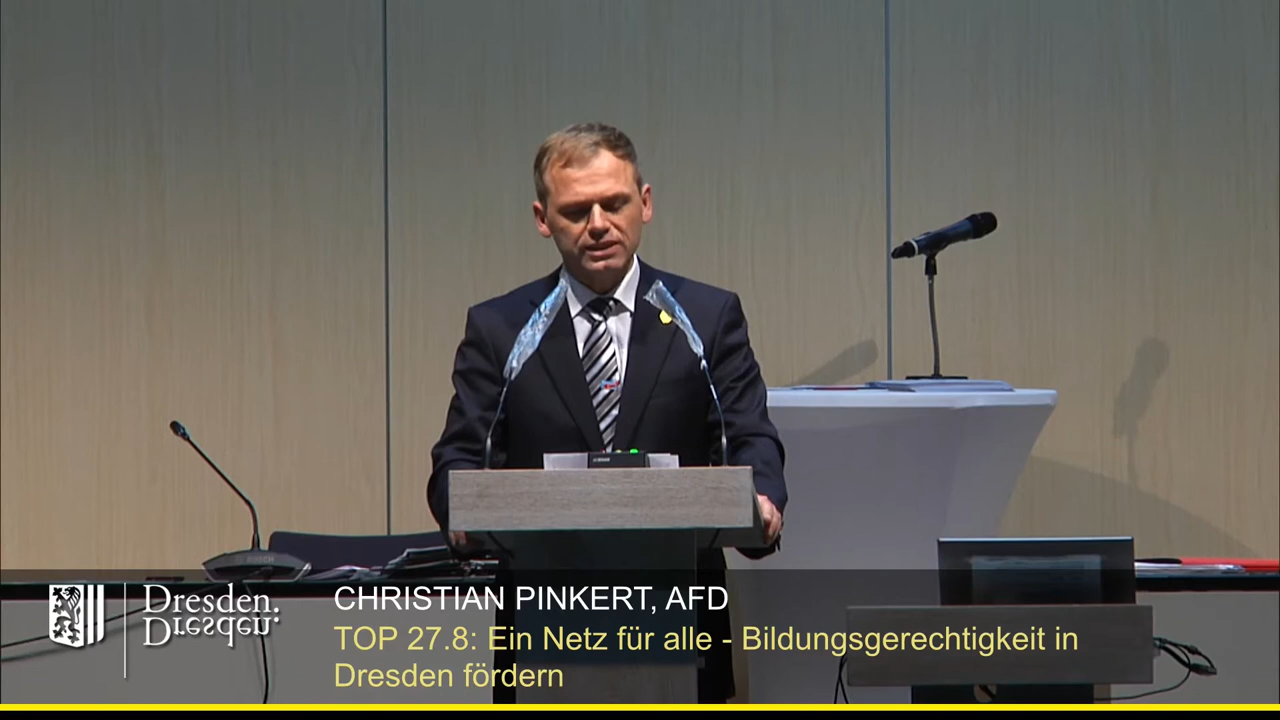 Dresden.
Dresden.
CHRISTIAN PINKERT, AFD
TOP 27.8: Ein Netz für alle - Bildungsgerechtigkeit in
Dresden fördern